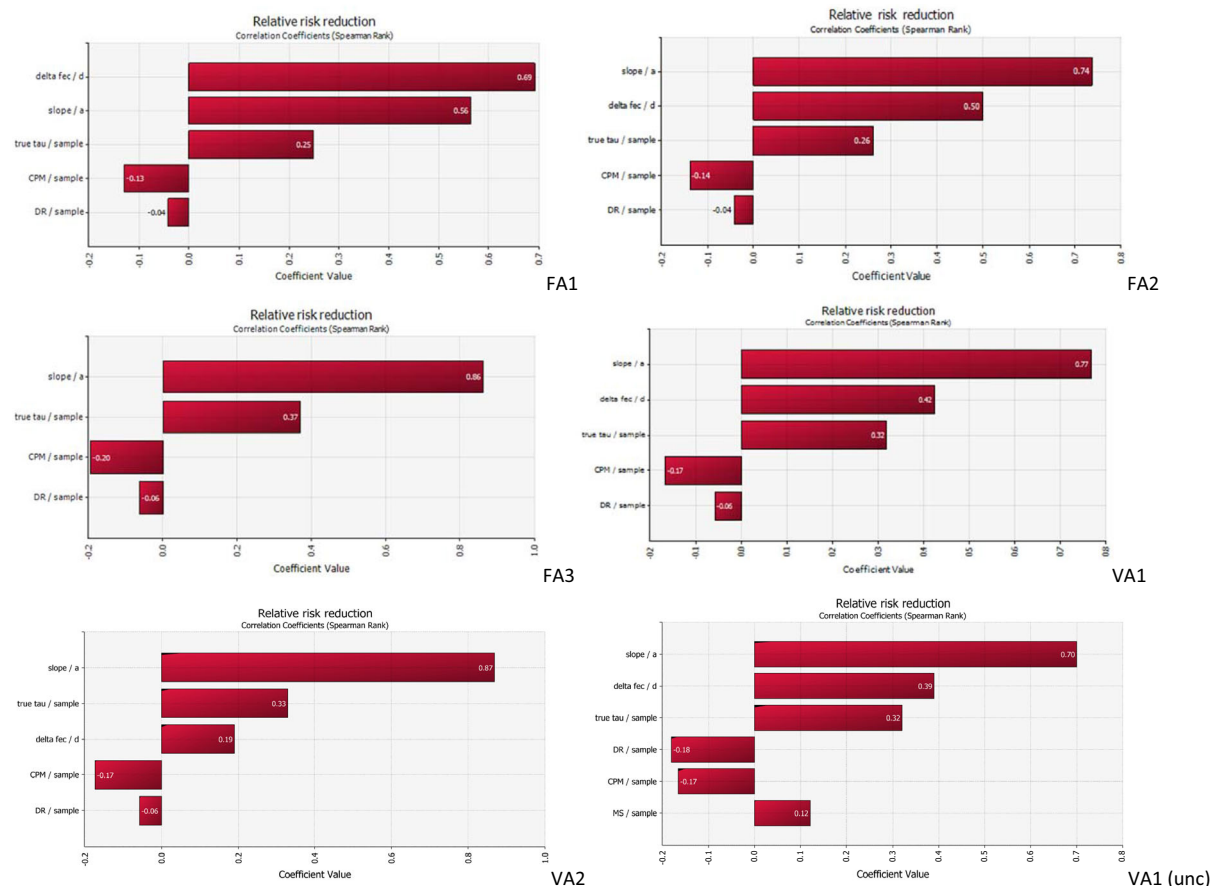 Relative risk reduction
Correlation Coefficients (Spearman Rank)
delta fec / d
0.69
slope / a
0.56
true tau / sample
0.25
CPM / sample
-0.13
DR / sample
-0.04
-0.2
-0.1
0.0
0.1
0.2
0.3
0.4
0.5
0.6
0.7
Coefficient Value
FA1
Relative risk reduction
Correlation Coefficients (Spearman Rank)
slope / a
0.74
delta fec / d
0.50
true tau / sample
0.26
CPM / sample
-0.14
DR / sample
-0.04
-0.2
-0.1
0.0
0.1
0.2
0.3
0.4
0.5
0.6
0.7
0.8
Coefficient Value
FA2
Relative risk reduction
Correlation Coefficients (Spearman Rank)
slope / a
0.86
true tau / sample
0.37
CPM / sample
-0.20
DR / sample
-0.06
-0.2
0.0
0.2
0.4
0.6
0.8
1.0
Coefficient Value
FA3
Relative risk reduction
Correlation Coefficients (Spearman Rank)
slope / a
0.77
delta fec / d
0.42
true tau / sample
0.32
CPM / sample
-0.17
DR / sample
-0.06
-0.2
-0.1
0.0
0.1
0.2
0.3
0.4
0.5
0.6
0.7
0.8
Coefficient Value
VA1
Relative risk reduction
Correlation Coefficients (Spearman Rank)
slope / a
0.87
true tau / sample
0.33
delta fec / d
0.19
CPM / sample
-0.17
DR / sample
-0.06
-0.2
0.0
0.2
0.4
0.6
0.8
1.0
Coefficient Value
VA2
Relative risk reduction
Correlation Coefficients (Spearman Rank)
slope / a
0.70
delta fec / d
0.39
true tau / sample
0.32
DR / sample
-0.18
CPM / sample
-0.17
MS / sample
0.12
-0.2
-0.1
0.0
0.1
0.2
0.3
0.4
0.5
0.6
0.7
0.8
Coefficient Value
VA1 (unc)